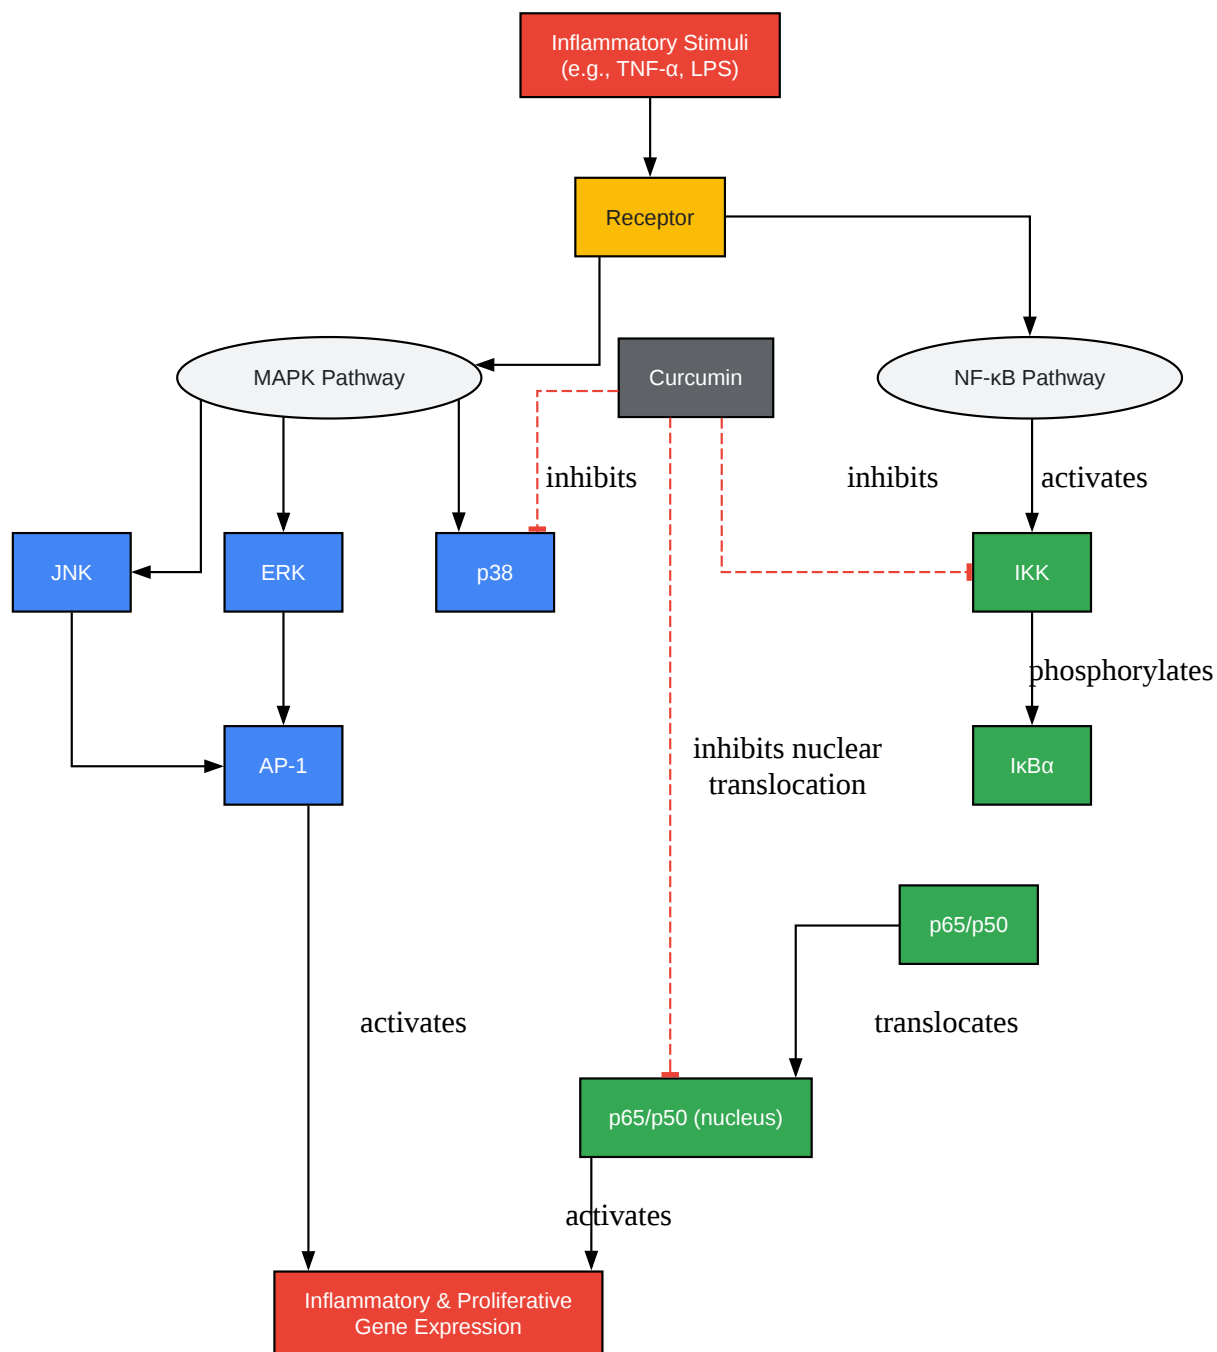 Inflammatory Stimuli
(e.g., TNF-α, LPS)
Receptor
MAPK Pathway
Curcumin
NF-κB Pathway
inhibits
inhibits
activates
JNK
ERK
p38
IKK
phosphorylates
AP-1
inhibits nuclear
translocation
IκBα
p65/p50
activates
translocates
p65/p50 (nucleus)
activates
Inflammatory & Proliferative
Gene Expression